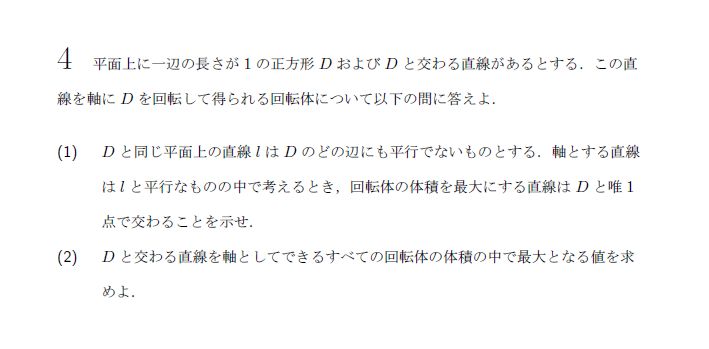 4 平面上に一辺の長さが 1 の正方形 D および D と交わる直線があるとする．この直
線を軸に D を回転して得られる回転体について以下の問に答えよ．
(1) D と同じ平面上の直線 l は D のどの辺にも平行でないものとする．軸とする直線
は l と平行なものの中で考えるとき，回転体の体積を最大にする直線は D と唯 1
点で交わることを示せ．
(2) D と交わる直線を軸としてできるすべての回転体の体積の中で最大となる値を求
めよ．